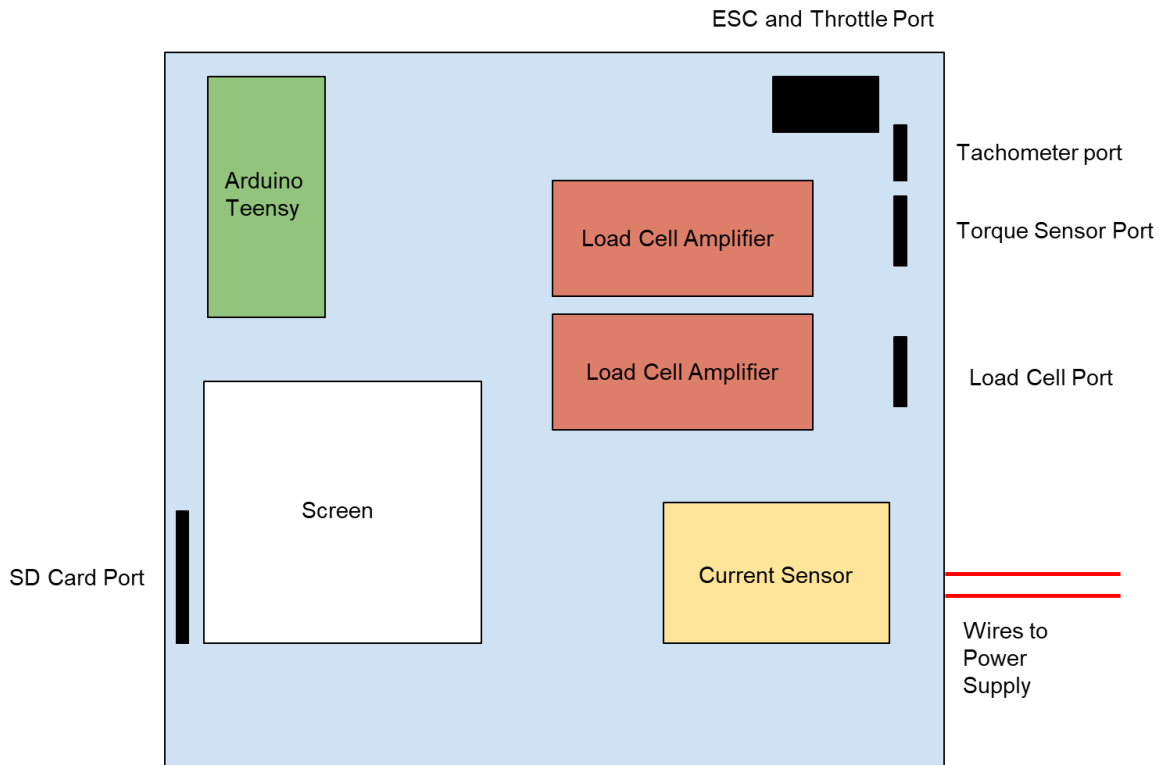 ESC and Throttle Port
Tachometer port
Arduino
Teensy
Load Cell Amplifier
Torque Sensor Port
Load Cell Amplifier
Load Cell Port
Screen
SD Card Port
Current Sensor
Wires to
Power
Supply